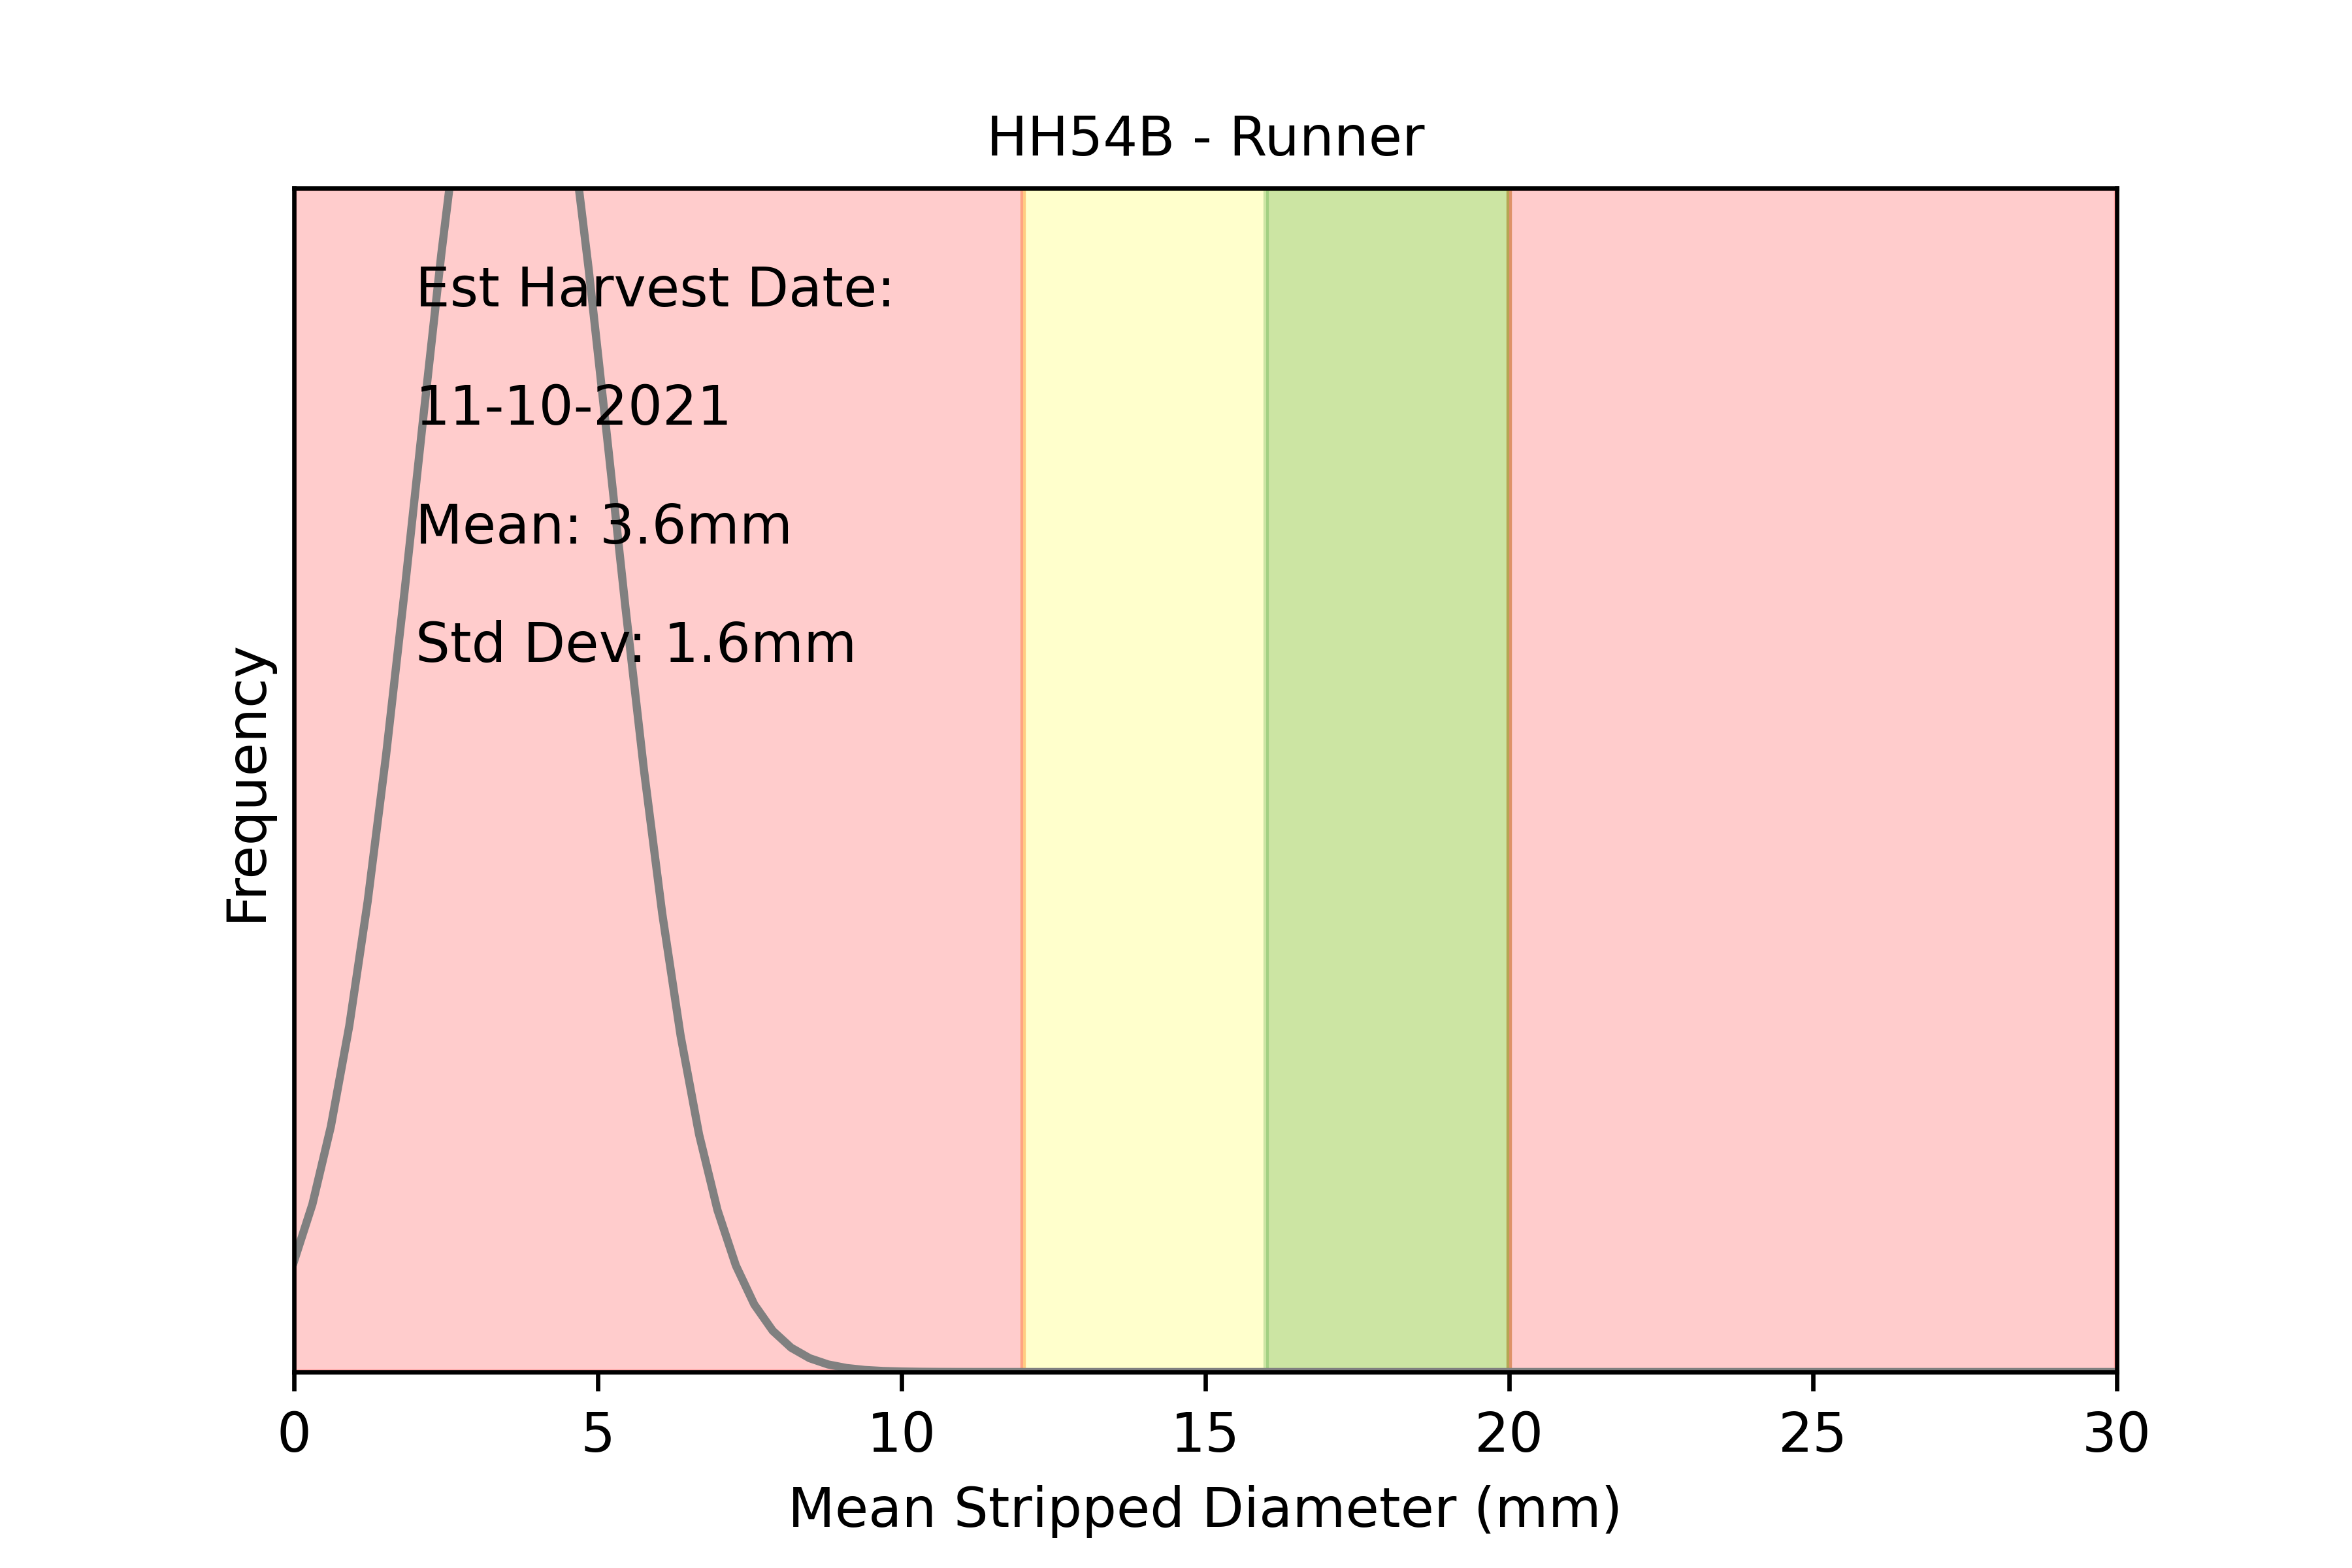 HH54B - Runner
Est Harvest Date:
11-10-2021
Mean: 3.6mm
Std Dev: 1.6mm
Frequency
0 5 10 15 20 25 30
Mean Stripped Diameter (mm)